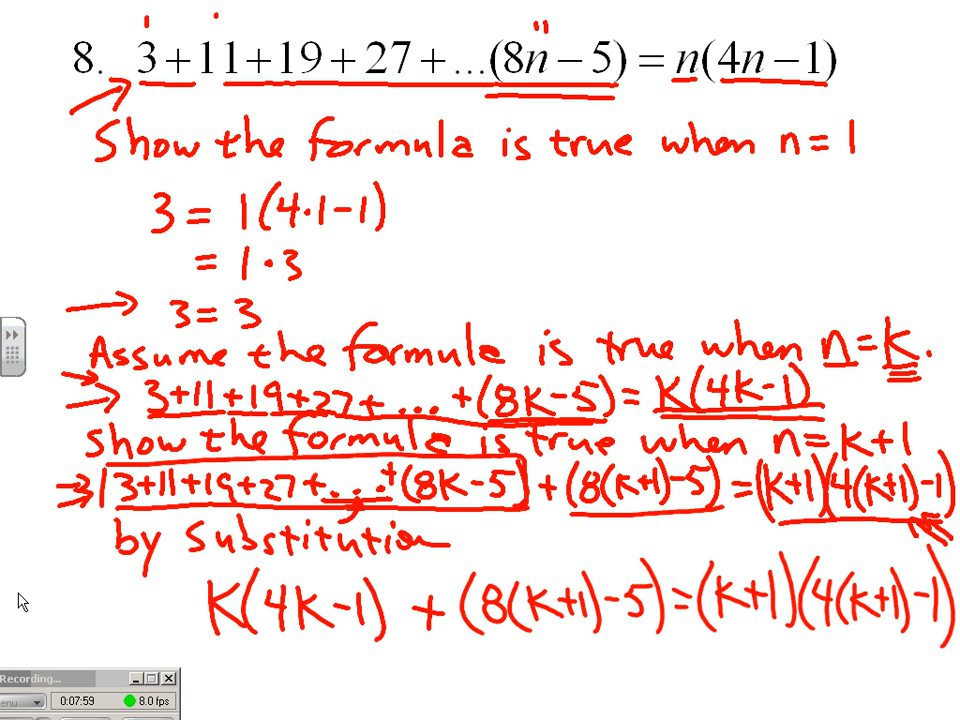 8. 3+11+19+27+...(8n−5)=n(4n−1)
Show the formula is true when n=1
3 = 1(4·1−1)
= 1·3
→ 3=3
Assume the formula is true when n=k.
→ 3+11+19+27+...+(8k−5)=k(4k−1)
Show the formula is true when n=k+1
→ 3+11+19+27+...+(8k−5)+(8(k+1)−5)=(k+1)(4(k+1)−1)
by substitution
k(4k−1)+(8(k+1)−5)=(k+1)(4(k+1)−1)
Recording...
enu
0:07:59 8.0 fps